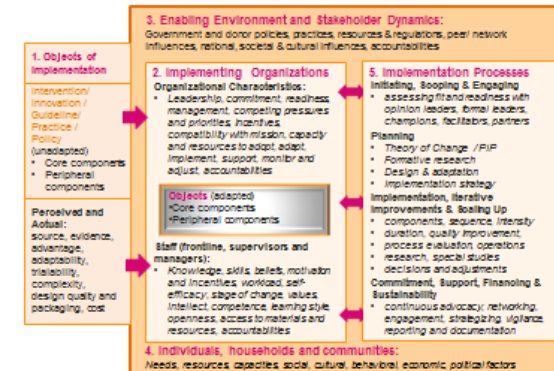 3. Enabling Environment and Stakeholder Dynamics:
Government and donor policies, practices, resources & regulations, peer/ network
influences, national, societal & cultural influences, accountabilities
1. Objects of
Implementation
Intervention/
Innovation /
Guideline/
Practice /
Policy
(unadapted)
• Core components
• Peripheral
components
Perceived and
Actual:
source, evidence,
advantage,
adaptability,
trialability,
complexity,
design quality and
packaging, cost
2. Implementing Organizations
Organizational Characteristics:
• Leadership, commitment, readiness,
management, competing pressures
and priorities, incentives,
compatibility with mission, capacity
and resources to adopt, adapt,
implement, support, monitor and
adjust, accountabilities
Objects (adapted)
•Core components
•Peripheral components
Staff (frontline, supervisors and
managers):
• Knowledge, skills, beliefs, motivation
and incentives, workload, self-
efficacy, stage of change, values,
intellect, competence, learning style,
openness, access to materials and
resources, accountabilities
5. Implementation Processes
Initiating, Scoping & Engaging
• assessing fit and readiness with
opinion leaders, formal leaders,
champions, facilitators, partners
Planning
• Theory of Change / PIP
• Formative research
• Design & adaptation
• implementation strategy
Implementation, Iterative
Improvements & Scaling Up
• components, sequence, intensity
• duration, quality improvement,
• process evaluation, operations
• research, special studies
• decisions and adjustments
Commitment, Support, Financing &
Sustainability
• continuous advocacy, networking,
engagement, strategizing, vigilance,
reporting and documentation
4. Individuals, households and communities:
Needs, resources, capacities, social, cultural, behavioral, economic, political factors